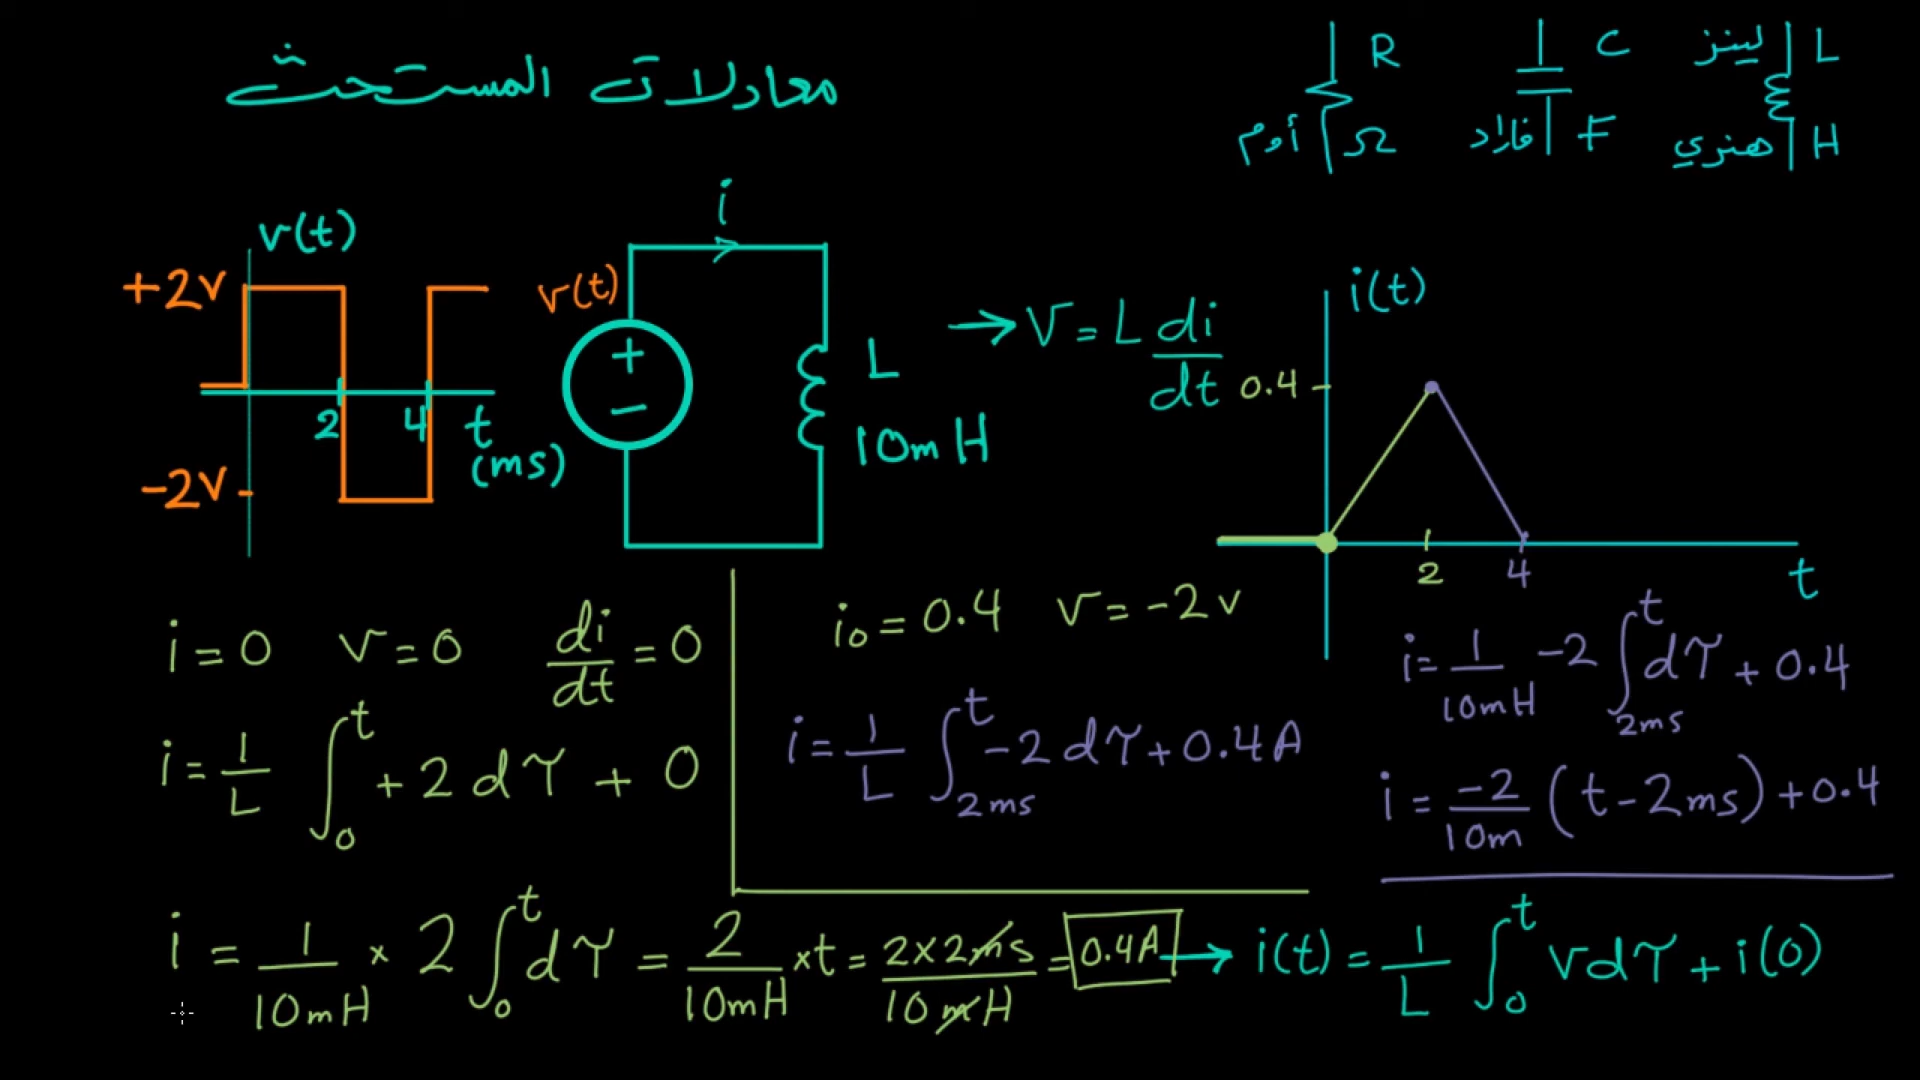 معادلات المستحث
R C لينز L
أوم Ω فاراد F هنري H
v(t)
+2v
-2v
2 4 t
(ms)
i
v(t)
+
-
L
10mH
→ v = L di/dt
i(t)
0.4
2 4 t
i = 0 v = 0 di/dt = 0
i = 1/L ∫₀ᵗ +2 dτ + 0
i₀ = 0.4 v = -2v
i = 1/L ∫_{2ms}^t -2 dτ + 0.4A
i = 1/10mH -2 ∫_{2ms}^t dτ + 0.4
i = -2/10m (t - 2ms) + 0.4
i = 1/10mH × 2 ∫₀ᵗ dτ = 2/10mH × t = 2×2ms/10mH = 0.4A
→ i(t) = 1/L ∫₀ᵗ v dτ + i(0)